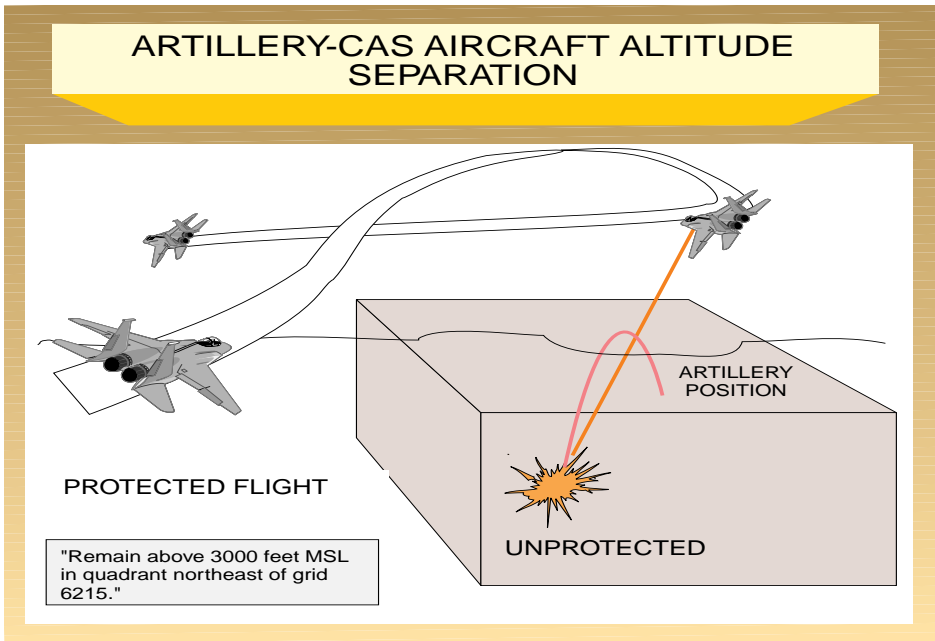 ARTILLERY-CAS AIRCRAFT ALTITUDE
SEPARATION
ARTILLERY
POSITION
PROTECTED FLIGHT
UNPROTECTED
"Remain above 3000 feet MSL
in quadrant northeast of grid
6215."